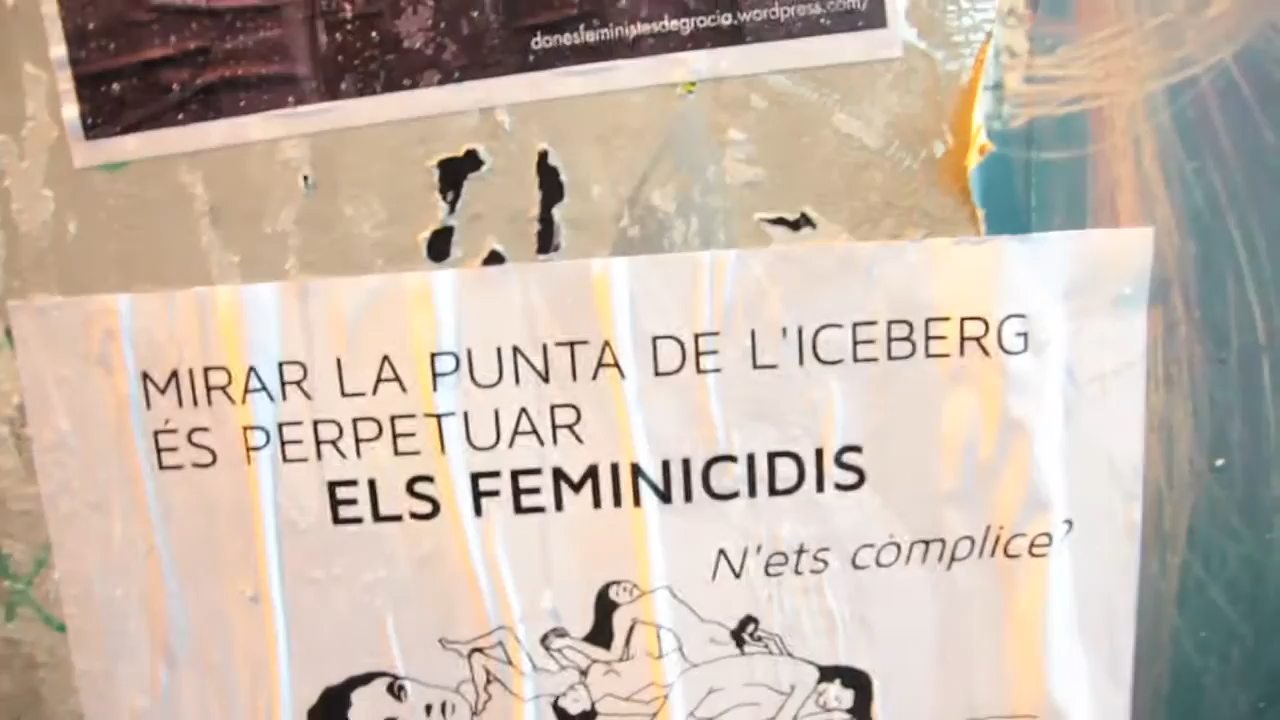 donesfeministesdegracia.wordpress.com/
MIRAR LA PUNTA DE L'ICEBERG
ÉS PERPETUAR
ELS FEMINICIDIS
N'ets còmplice?